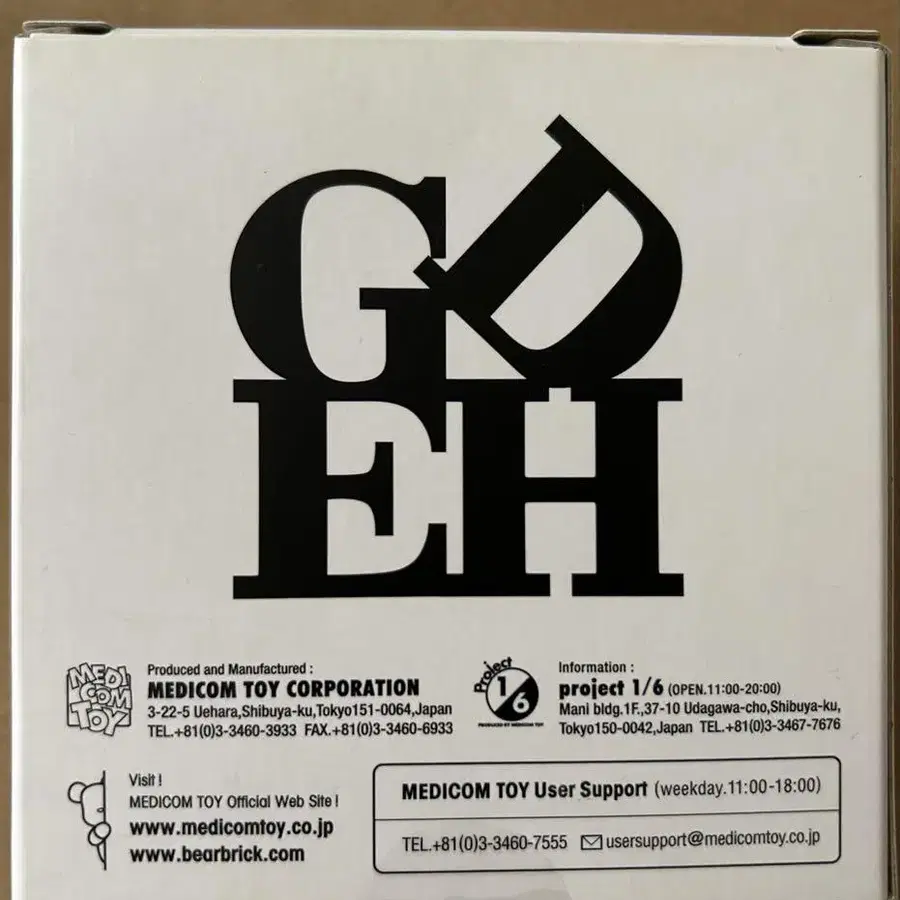 GD
EH
MEDI
COM
TOY
Produced and Manufactured :
MEDICOM TOY CORPORATION
3-22-5 Uehara,Shibuya-ku,Tokyo151-0064,Japan
TEL.+81(0)3-3460-3933 FAX.+81(0)3-3460-6933
Project
1/6
PRODUCED BY MEDICOM TOY
Information :
project 1/6 (OPEN.11:00-20:00)
Mani bldg.1F.,37-10 Udagawa-cho,Shibuya-ku,
Tokyo150-0042,Japan TEL.+81(0)3-3467-7676
Visit !
MEDICOM TOY Official Web Site !
www.medicomtoy.co.jp
www.bearbrick.com
MEDICOM TOY User Support (weekday.11:00-18:00)
TEL.+81(0)3-3460-7555 usersupport@medicomtoy.co.jp